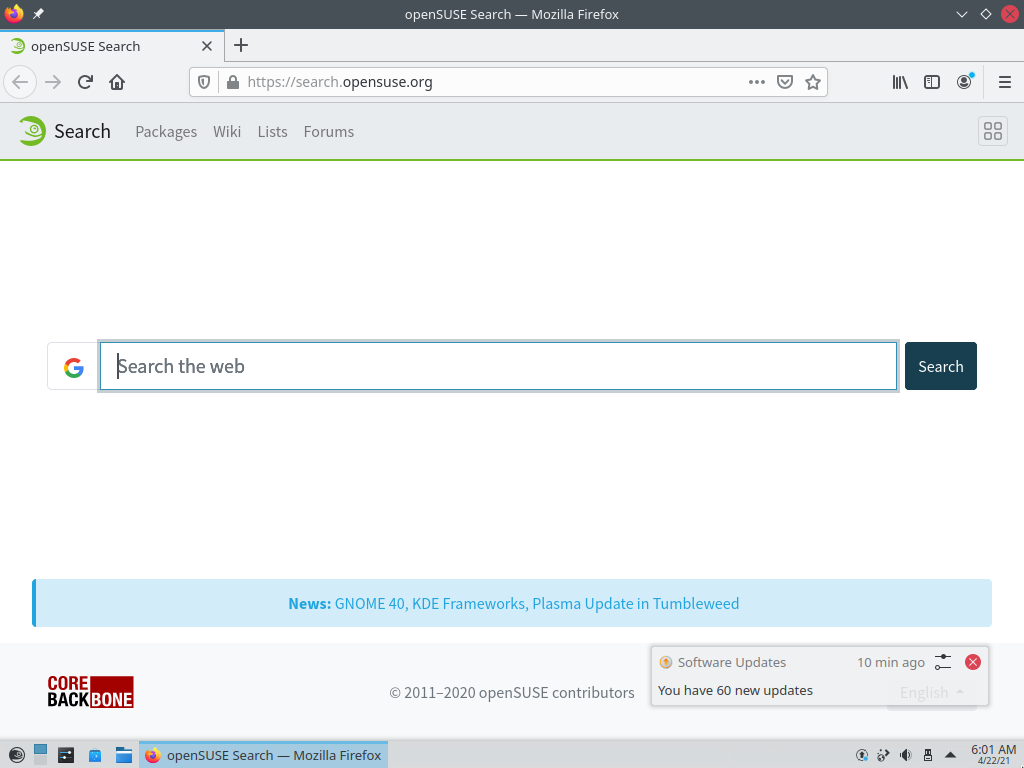 openSUSE Search — Mozilla Firefox
openSUSE Search
https://search.opensuse.org
Search
Packages
Wiki
Lists
Forums
Search the web
Search
News: GNOME 40, KDE Frameworks, Plasma Update in Tumbleweed
CORE
BACKBONE
© 2011–2020 openSUSE contributors
Software Updates
10 min ago
You have 60 new updates
English
openSUSE Search — Mozilla Firefox
6:01 AM
4/22/21